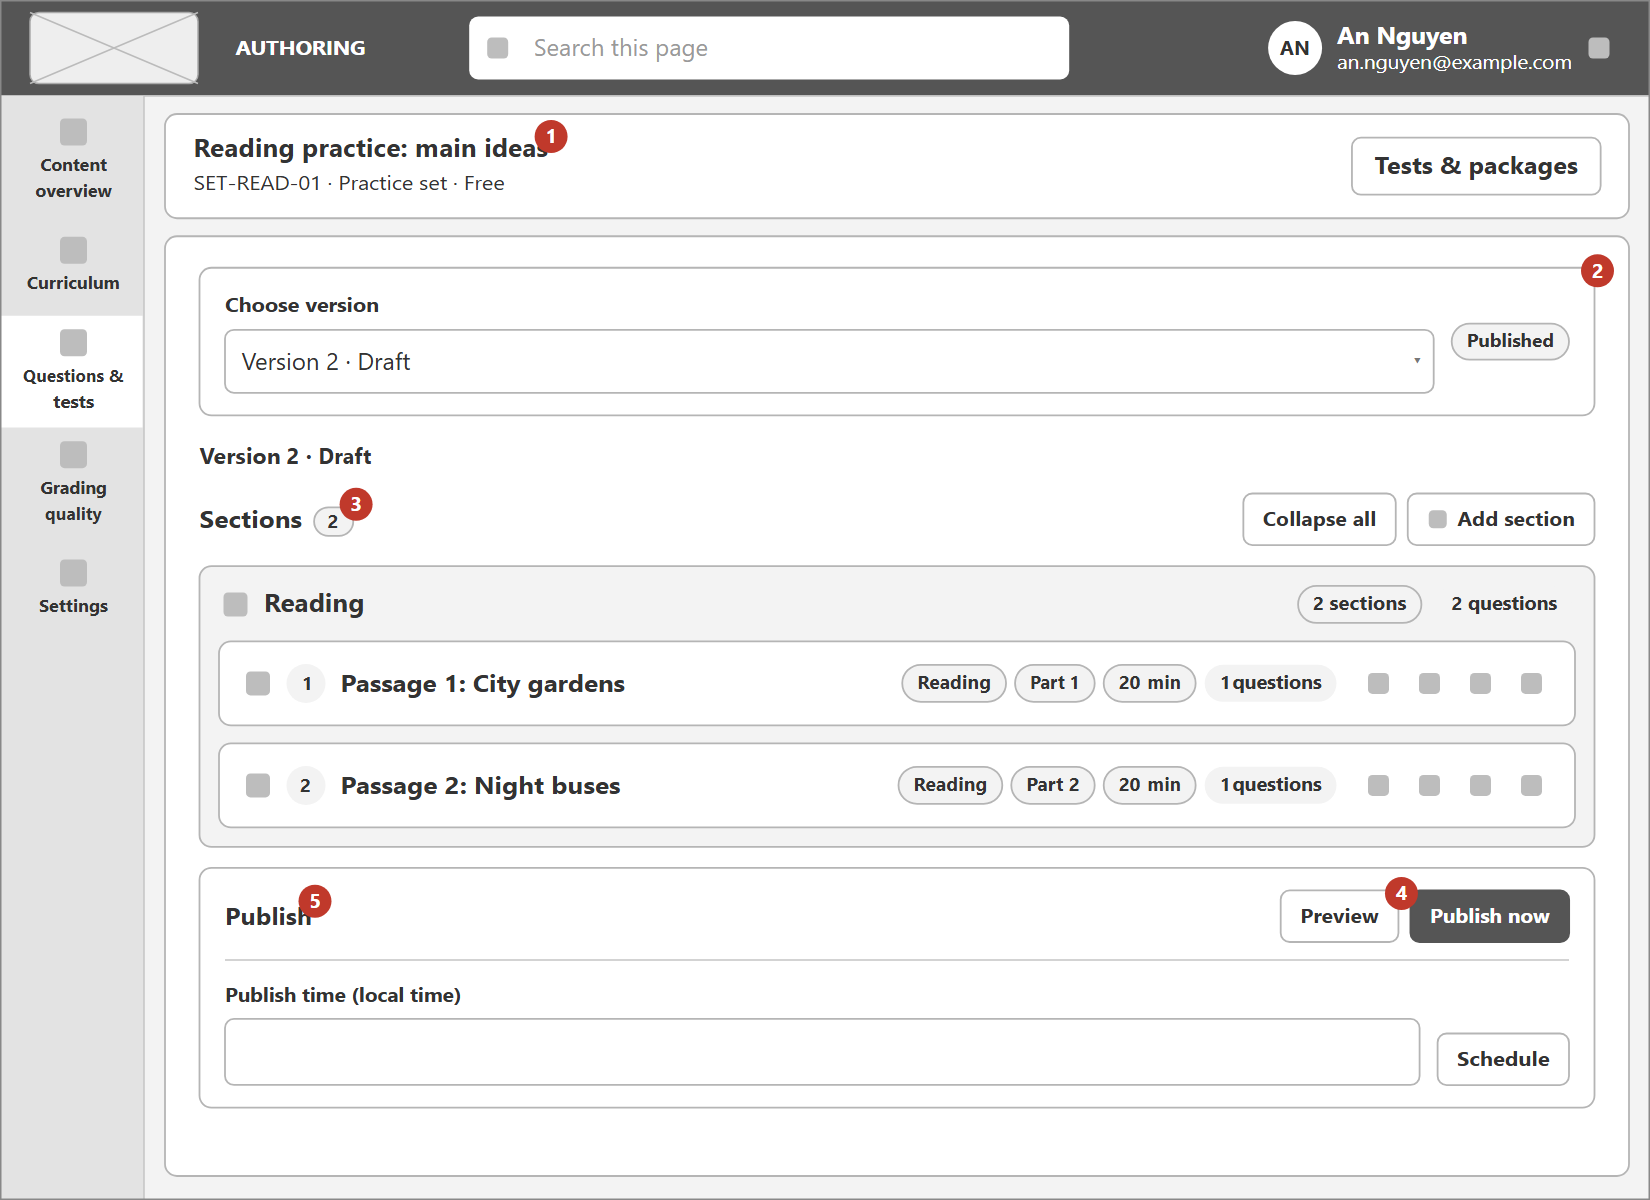 AUTHORING
Search this page
AN
An Nguyen
an.nguyen@example.com
Content
overview
Curriculum
Questions &
tests
Grading
quality
Settings
Reading practice: main ideas
1
SET-READ-01 · Practice set · Free
Tests & packages
2
Choose version
Version 2 · Draft
Published
Version 2 · Draft
Sections 2
3
Collapse all
Add section
Reading
2 sections
2 questions
1 Passage 1: City gardens
Reading
Part 1
20 min
1 questions
2 Passage 2: Night buses
Reading
Part 2
20 min
1 questions
Publish
5
Preview
4
Publish now
Publish time (local time)
Schedule